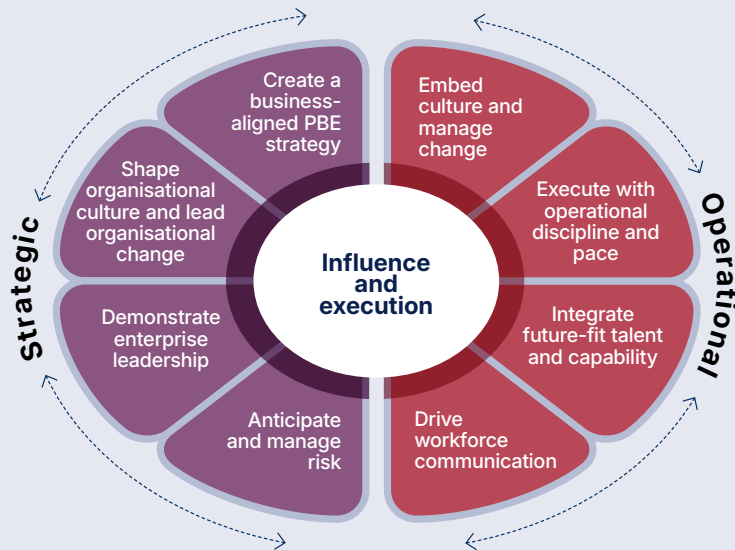 Create a
business-
aligned PBE
strategy
Embed
culture and
manage
change
Shape
organisational
culture and lead
organisational
change
Execute with
operational
discipline and
pace
Strategic
Influence
and
execution
Operational
Demonstrate
enterprise
leadership
Integrate
future-fit talent
and capability
Anticipate
and manage
risk
Drive
workforce
communication